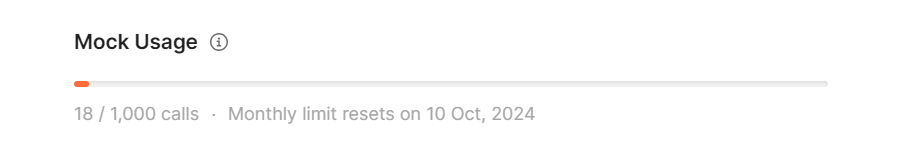 Mock Usage
18 / 1,000 calls · Monthly limit resets on 10 Oct, 2024